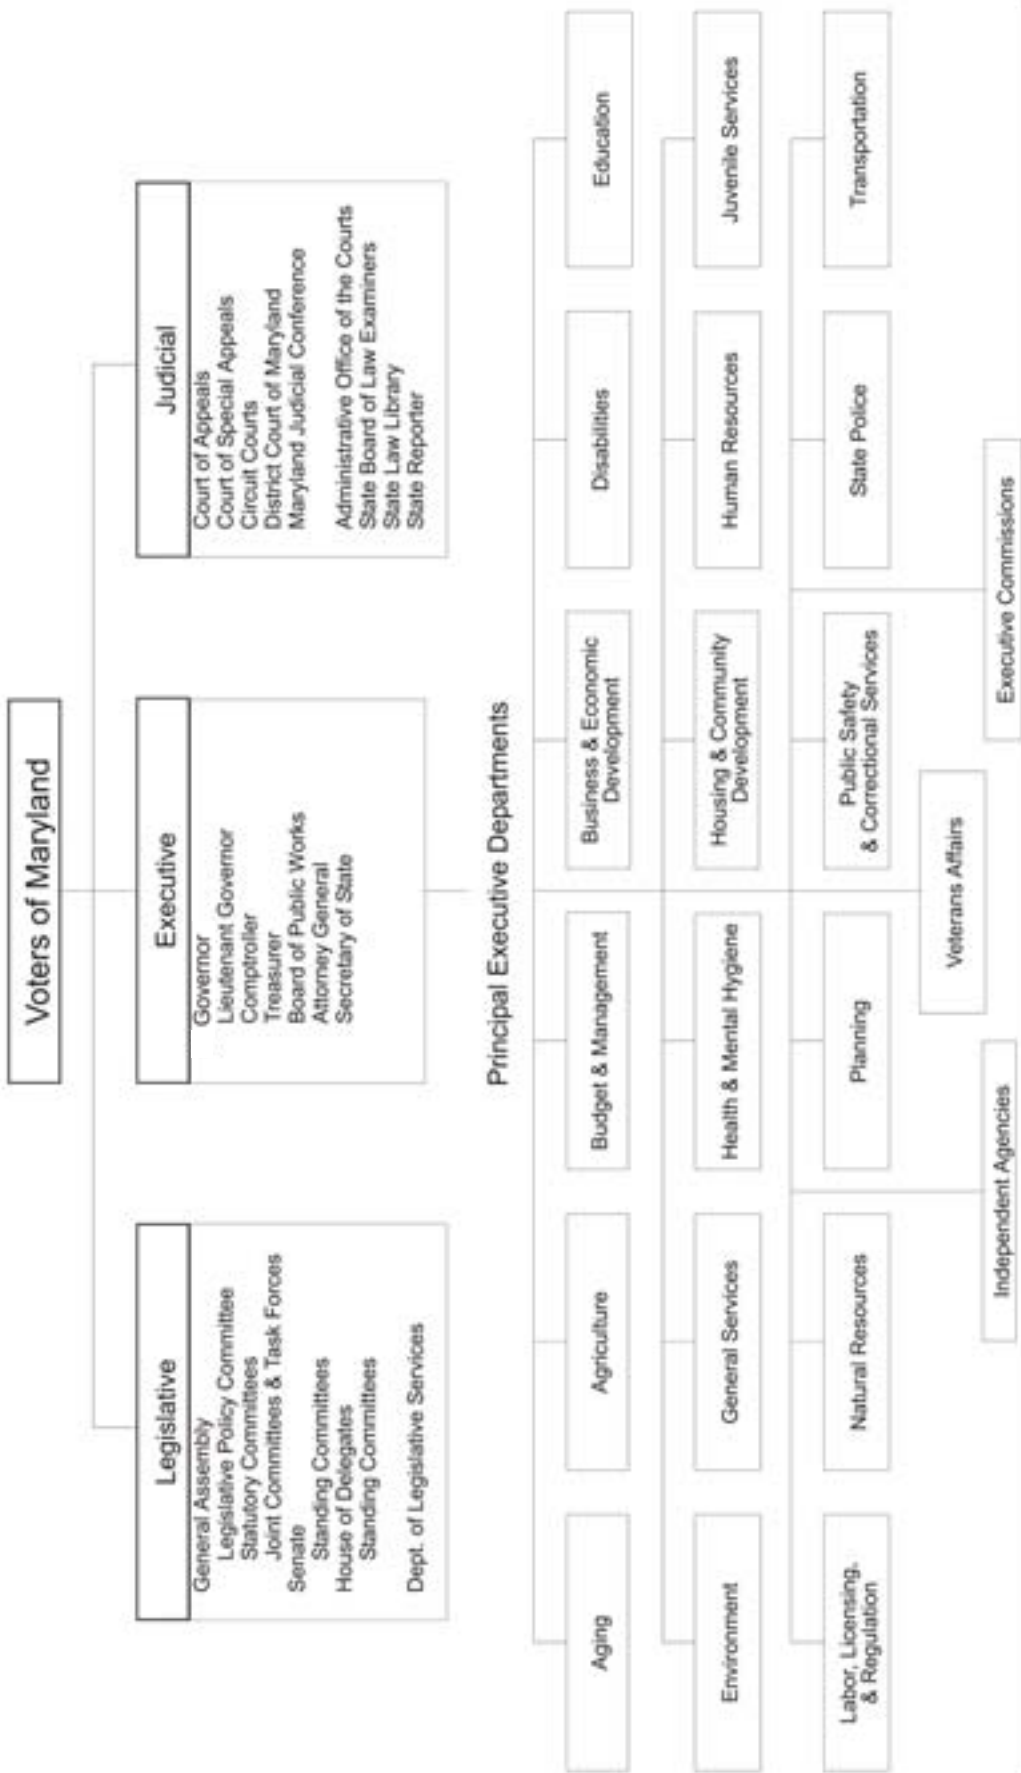 Voters of Maryland
Legislative
General Assembly
Legislative Policy Committee
Statutory Committees
Joint Committees & Task Forces
Senate
Standing Committees
House of Delegates
Standing Committees
Dept. of Legislative Services
Executive
Governor
Lieutenant Governor
Comptroller
Treasurer
Board of Public Works
Attorney General
Secretary of State
Judicial
Court of Appeals
Court of Special Appeals
Circuit Courts
District Court of Maryland
Maryland Judicial Conference
Administrative Office of the Courts
State Board of Law Examiners
State Law Library
State Reporter
Principal Executive Departments
Aging
Agriculture
Budget & Management
Business & Economic
Development
Disabilities
Education
Environment
General Services
Health & Mental Hygiene
Housing & Community
Development
Human Resources
Juvenile Services
Labor, Licensing,
& Regulation
Natural Resources
Planning
Public Safety
& Correctional Services
State Police
Transportation
Veterans Affairs
Independent Agencies
Executive Commissions